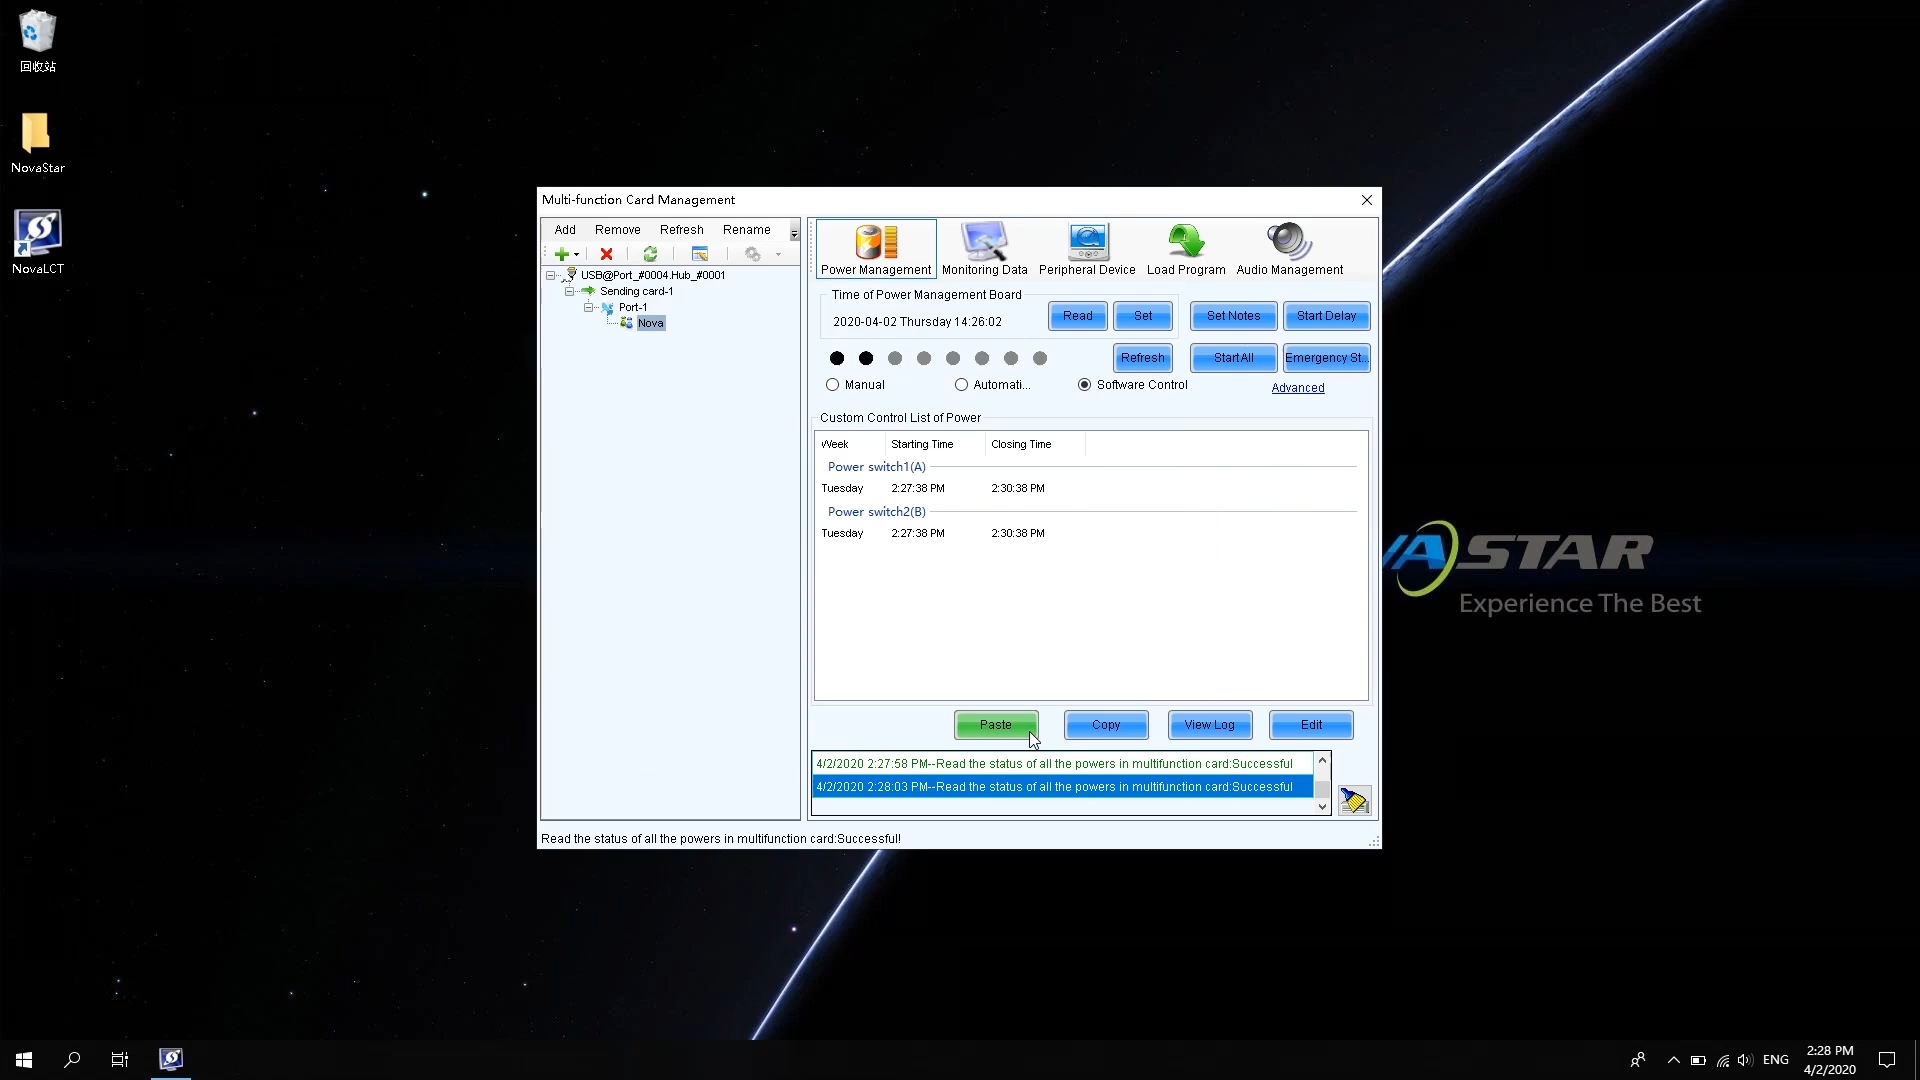 回收站
NovaStar
NovaLCT
Multi-function Card Management
Add Remove Refresh Rename
USB@Port_#0004.Hub_#0001
Sending card-1
Port-1
Nova
Power Management Monitoring Data Peripheral Device Load Program Audio Management
Time of Power Management Board
2020-04-02 Thursday 14:26:02
Read Set Set Notes Start Delay
Refresh Start All Emergency St...
Manual Automati... Software Control Advanced
Custom Control List of Power
Week Starting Time Closing Time
Power switch1(A)
Tuesday 2:27:38 PM 2:30:38 PM
Power switch2(B)
Tuesday 2:27:38 PM 2:30:38 PM
Paste Copy View Log Edit
4/2/2020 2:27:58 PM--Read the status of all the powers in multifunction card:Successful
4/2/2020 2:28:03 PM--Read the status of all the powers in multifunction card:Successful
Read the status of all the powers in multifunction card:Successful!
VASTAR
Experience The Best
ENG
2:28 PM
4/2/2020